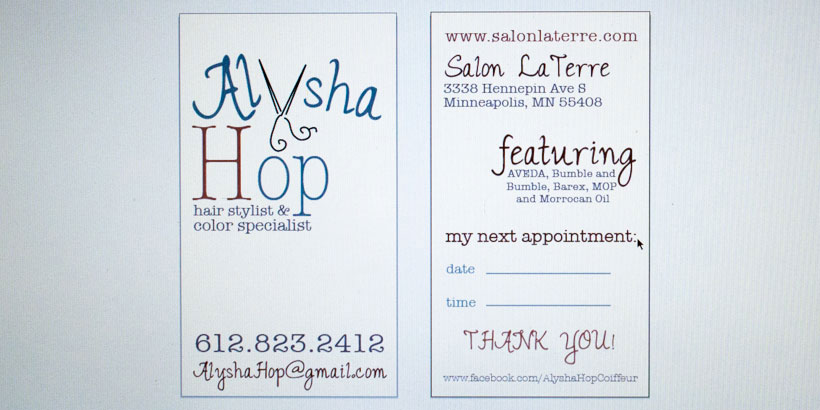 Alysha
Hop
hair stylist &
color specialist
612.823.2412
AlyshaHop@gmail.com
www.salonlaterre.com
Salon LaTerre
3338 Hennepin Ave S
Minneapolis, MN 55408
featuring
AVEDA, Bumble and
Bumble, Barex, MOP
and Morrocan Oil
my next appointment:
date
time
THANK YOU!
www.facebook.com/AlyshaHopCoiffeur